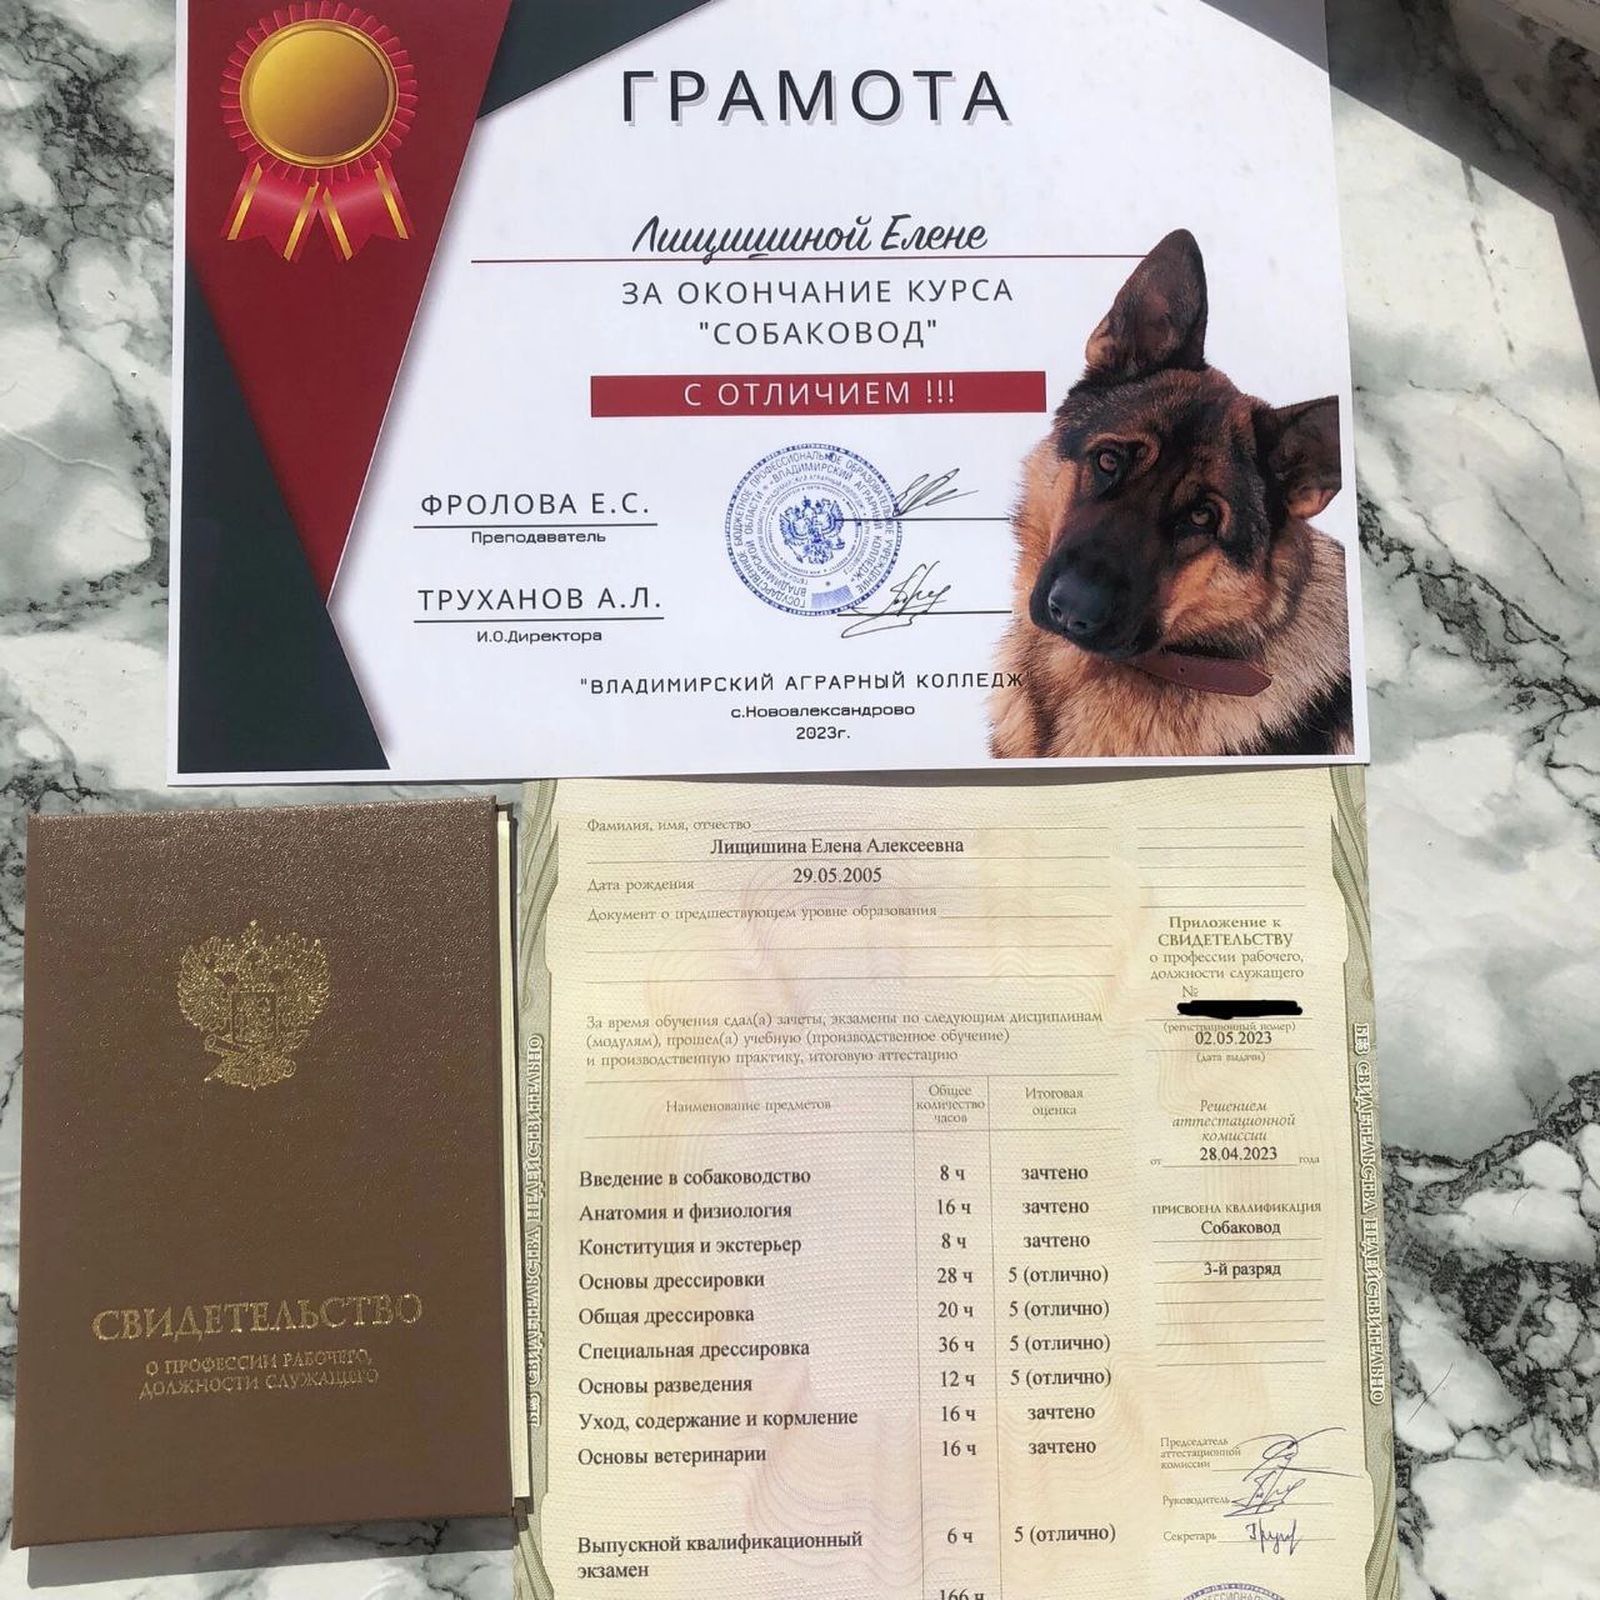 ГРАМОТА
Лищишиной Елене
ЗА ОКОНЧАНИЕ КУРСА
"СОБАКОВОД"
С ОТЛИЧИЕМ !!!
ФРОЛОВА Е.С.
Преподаватель
ТРУХАНОВ А.Л.
И.О.Директора
"ВЛАДИМИРСКИЙ АГРАРНЫЙ КОЛЛЕДЖ"
с.Новоалександрово
2023г.
СВИДЕТЕЛЬСТВО
О ПРОФЕССИИ РАБОЧЕГО,
ДОЛЖНОСТИ СЛУЖАЩЕГО
БЕЗ СВИДЕТЕЛЬСТВА НЕДЕЙСТВИТЕЛЬНО
Фамилия, имя, отчество
Лищишина Елена Алексеевна
Дата рождения 29.05.2005
Документ о предшествующем уровне образования
За время обучения сдал(а) зачеты, экзамены по следующим дисциплинам
(модулям), прошел(а) учебную (производственное обучение)
и производственную практику, итоговую аттестацию
Наименование предметов
Общее
количество
часов
Итоговая
оценка
Введение в собаководство 8 ч зачтено
Анатомия и физиология 16 ч зачтено
Конституция и экстерьер 8 ч зачтено
Основы дрессировки 28 ч 5 (отлично)
Общая дрессировка 20 ч 5 (отлично)
Специальная дрессировка 36 ч 5 (отлично)
Основы разведения 12 ч 5 (отлично)
Уход, содержание и кормление 16 ч зачтено
Основы ветеринарии 16 ч зачтено
Выпускной квалификационный 6 ч 5 (отлично)
экзамен
166 ч
Приложение к
СВИДЕТЕЛЬСТВУ
о профессии рабочего,
должности служащего
№
(регистрационный номер)
02.05.2023
(дата выдачи)
Решением
аттестационной
комиссии
от 28.04.2023 года
ПРИСВОЕНА КВАЛИФИКАЦИЯ
Собаковод
3-й разряд
Председатель
аттестационной
комиссии
Руководитель
Секретарь
БЕЗ СВИДЕТЕЛЬСТВА НЕДЕЙСТВИТЕЛЬНО